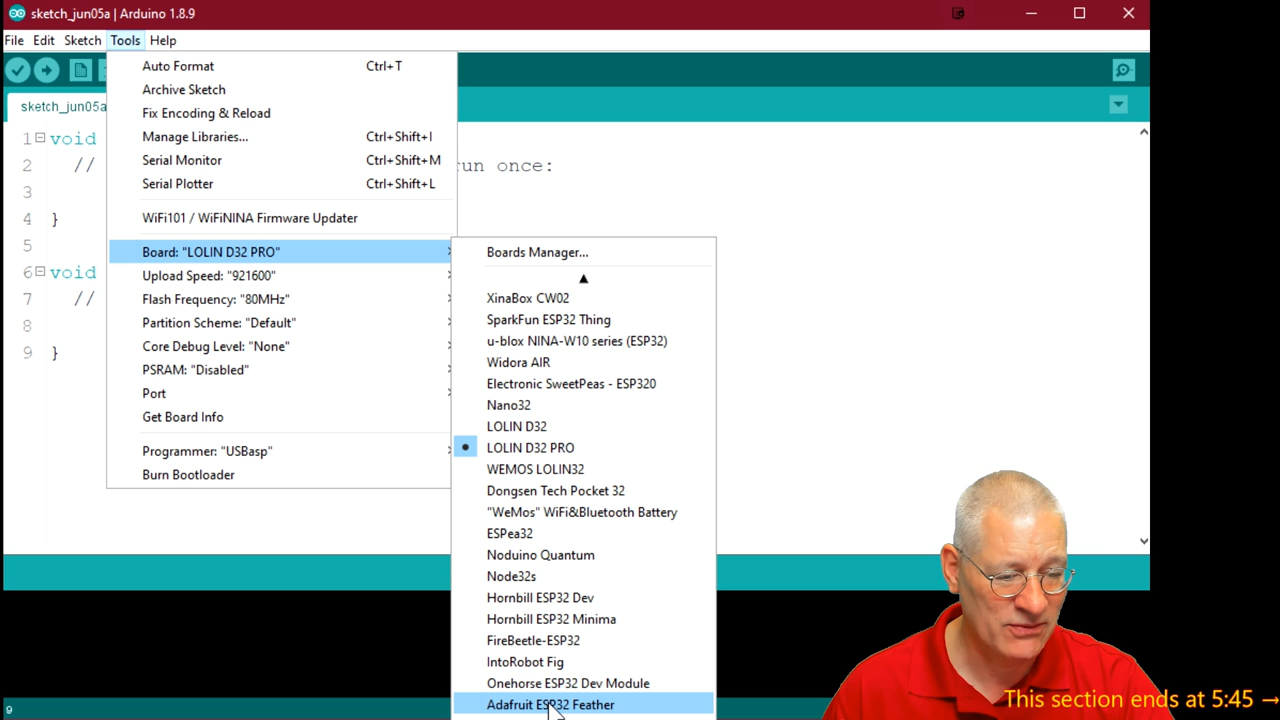 sketch_jun05a | Arduino 1.8.9
File Edit Sketch Tools Help
sketch_jun05a
Auto Format Ctrl+T
Archive Sketch
Fix Encoding & Reload
Manage Libraries... Ctrl+Shift+I
Serial Monitor Ctrl+Shift+M
Serial Plotter Ctrl+Shift+L
WiFi101 / WiFiNINA Firmware Updater
Board: "LOLIN D32 PRO"
Upload Speed: "921600"
Flash Frequency: "80MHz"
Partition Scheme: "Default"
Core Debug Level: "None"
PSRAM: "Disabled"
Port
Get Board Info
Programmer: "USBasp"
Burn Bootloader
1 void
2 // run once:
3
4 }
5
6 void
7 //
8
9 }
Boards Manager...
XinaBox CW02
SparkFun ESP32 Thing
u-blox NINA-W10 series (ESP32)
Widora AIR
Electronic SweetPeas - ESP320
Nano32
LOLIN D32
LOLIN D32 PRO
WEMOS LOLIN32
Dongsen Tech Pocket 32
"WeMos" WiFi&Bluetooth Battery
ESPea32
Noduino Quantum
Node32s
Hornbill ESP32 Dev
Hornbill ESP32 Minima
FireBeetle-ESP32
IntoRobot Fig
Onehorse ESP32 Dev Module
Adafruit ESP32 Feather
9
This section ends at 5:45 →